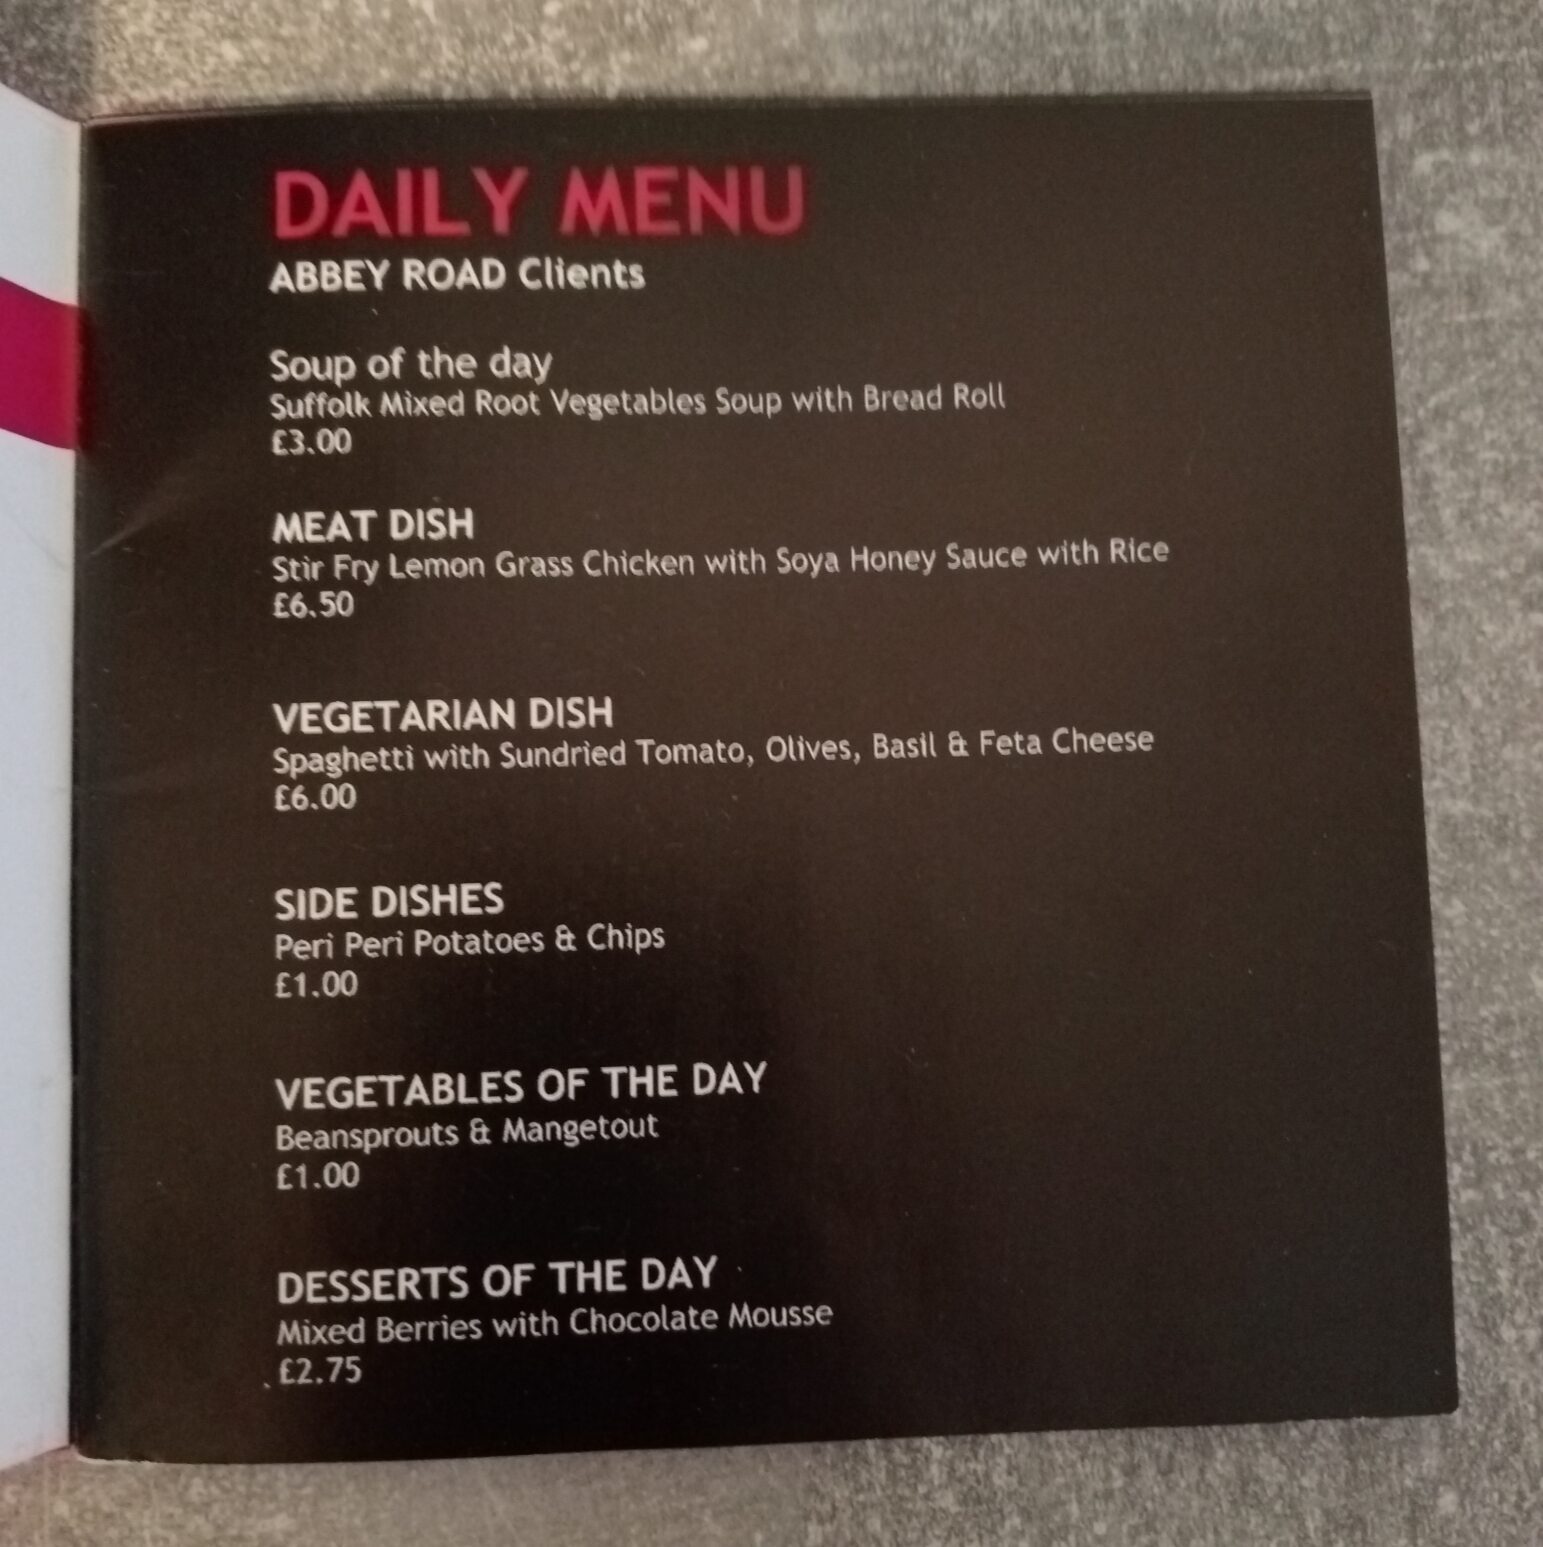 DAILY MENU
ABBEY ROAD Clients
Soup of the day
Suffolk Mixed Root Vegetables Soup with Bread Roll
£3.00
MEAT DISH
Stir Fry Lemon Grass Chicken with Soya Honey Sauce with Rice
£6.50
VEGETARIAN DISH
Spaghetti with Sundried Tomato, Olives, Basil & Feta Cheese
£6.00
SIDE DISHES
Peri Peri Potatoes & Chips
£1.00
VEGETABLES OF THE DAY
Beansprouts & Mangetout
£1.00
DESSERTS OF THE DAY
Mixed Berries with Chocolate Mousse
£2.75